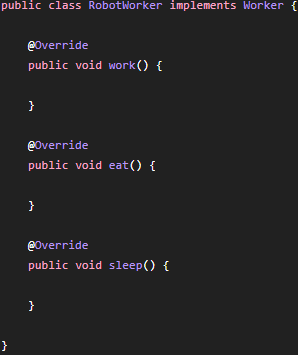 public class RobotWorker implements Worker {
@Override
public void work() {
}
@Override
public void eat() {
}
@Override
public void sleep() {
}
}